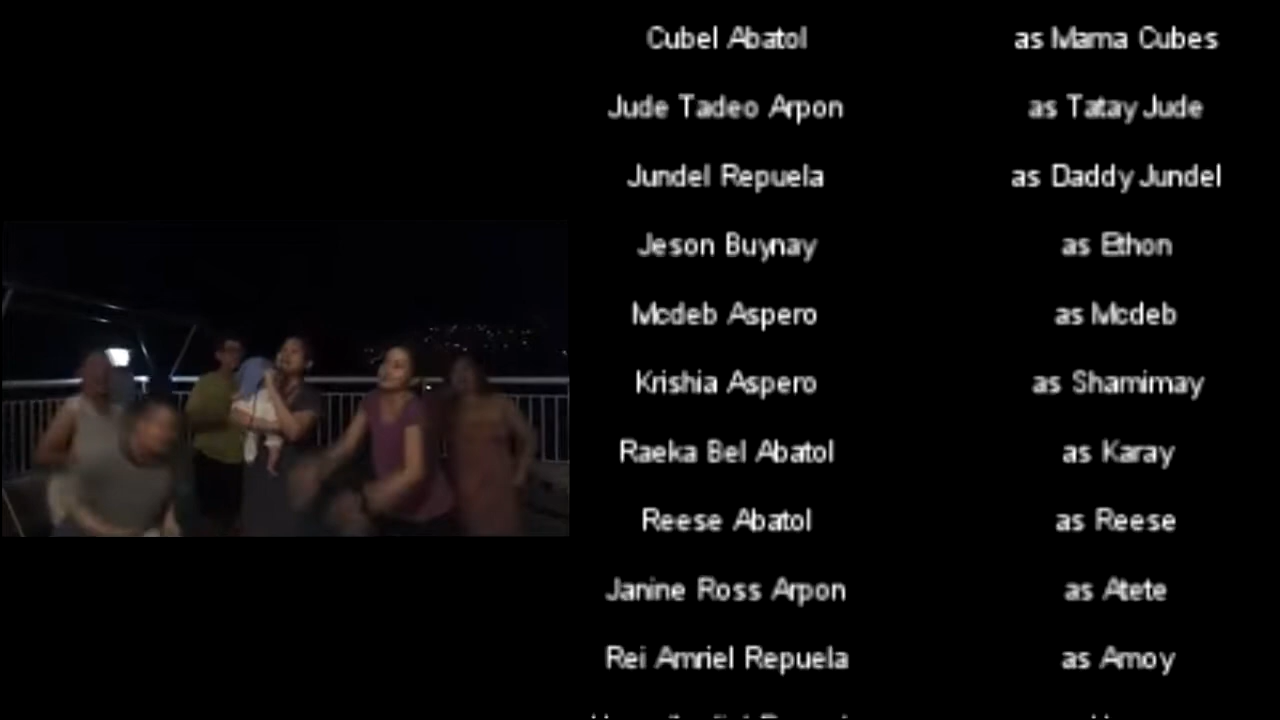 Cubel Abatol as Mama Cubes
Jude Tadeo Arpon as Tatay Jude
Jundel Repuela as Daddy Jundel
Jeson Buynay as Ethon
Mcdeb Aspero as Mcdeb
Krishia Aspero as Shamimay
Raeka Bel Abatol as Karay
Reese Abatol as Reese
Janine Ross Arpon as Atete
Rei Amriel Repuela as Amoy